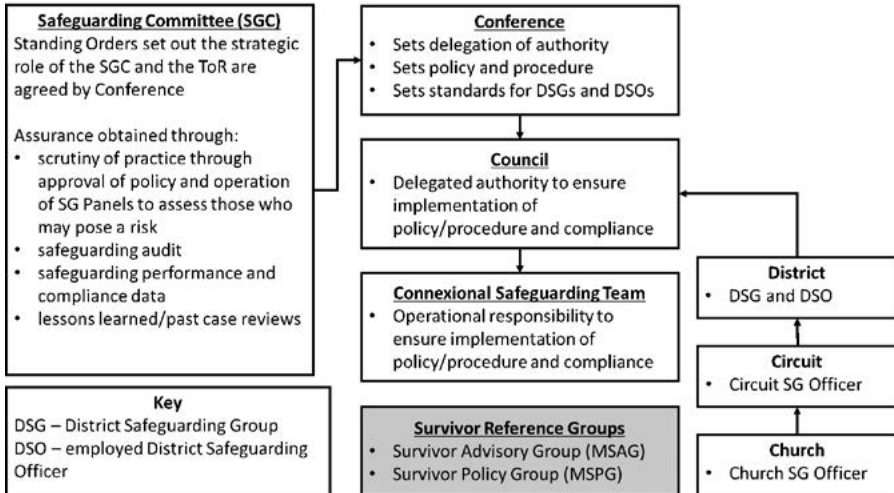 Safeguarding Committee (SGC)
Standing Orders set out the strategic
role of the SGC and the ToR are
agreed by Conference
Assurance obtained through:
• scrutiny of practice through
approval of policy and operation
of SG Panels to assess those who
may pose a risk
• safeguarding audit
• safeguarding performance and
compliance data
• lessons learned/past case reviews
Key
DSG – District Safeguarding Group
DSO – employed District Safeguarding
Officer
Conference
• Sets delegation of authority
• Sets policy and procedure
• Sets standards for DSGs and DSOs
Council
• Delegated authority to ensure
implementation of
policy/procedure and compliance
Connexional Safeguarding Team
• Operational responsibility to
ensure implementation of
policy/procedure and compliance
Survivor Reference Groups
• Survivor Advisory Group (MSAG)
• Survivor Policy Group (MSPG)
District
• DSG and DSO
Circuit
• Circuit SG Officer
Church
• Church SG Officer